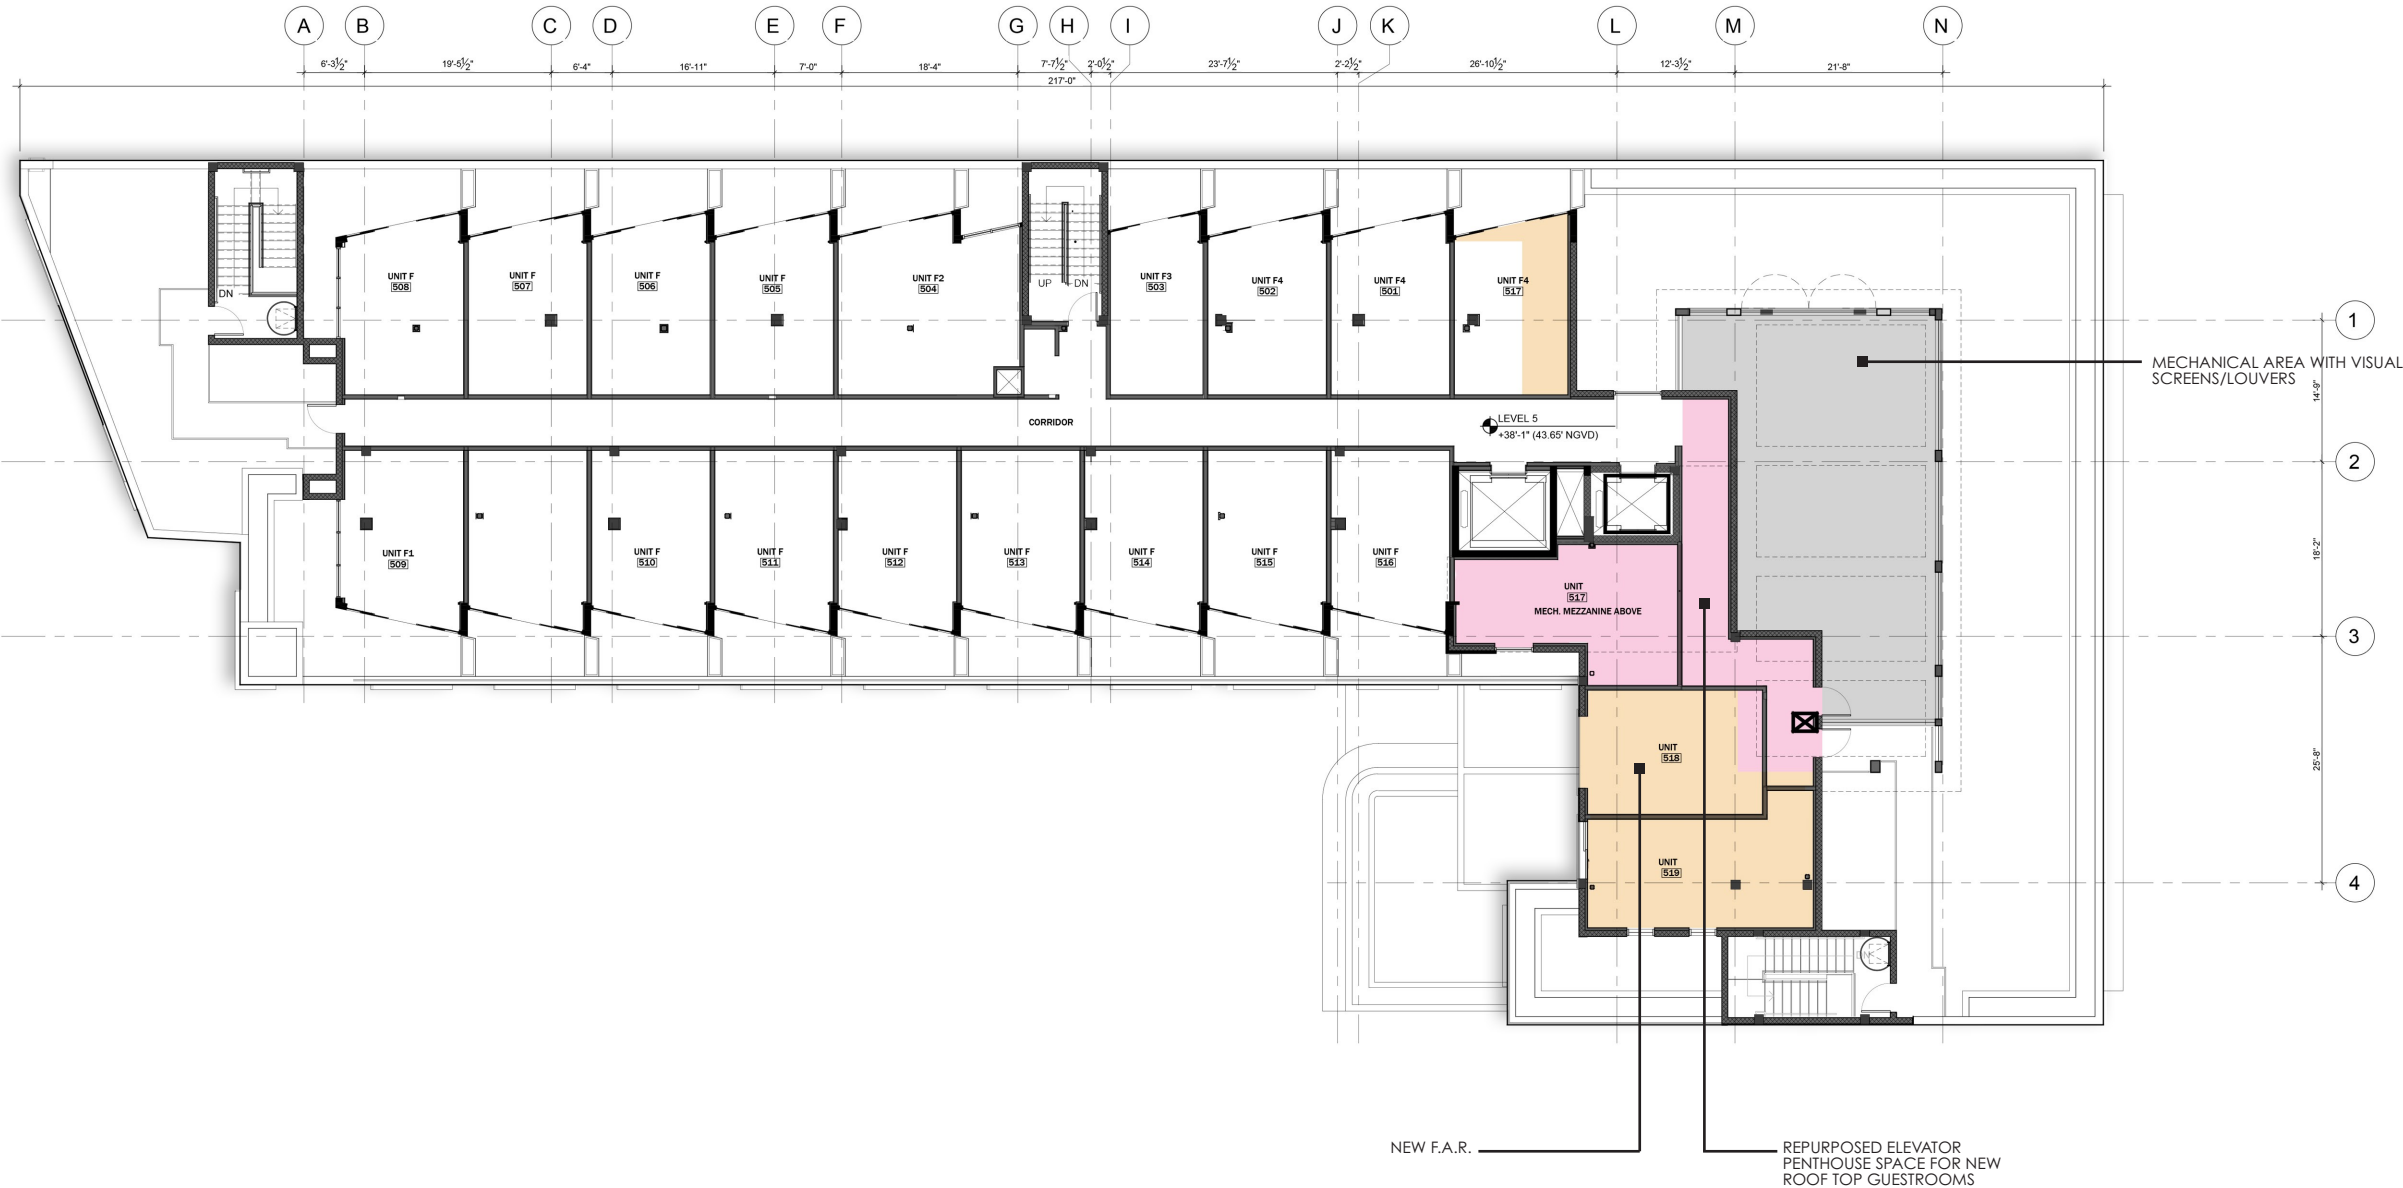 A B C D E F G H I J K L M N
6'-3½" 19'-5½" 6'-4" 16'-11" 7'-0" 18'-4" 7'-7½" 2'-0½" 23'-7½" 2'-2½" 26'-10½" 12'-3½" 21'-8"
217'-0"
UNIT F
508
UNIT F
507
UNIT F
506
UNIT F
505
UNIT F2
504
UNIT F3
503
UNIT F4
502
UNIT F4
501
UNIT F4
517
DN
UP DN
1
MECHANICAL AREA WITH VISUAL
SCREENS/LOUVERS
14'-9"
CORRIDOR
LEVEL 5
+38'-1" (43.65' NGVD)
2
UNIT F1
509
UNIT F
510
UNIT F
511
UNIT F
512
UNIT F
513
UNIT F
514
UNIT F
515
UNIT F
516
18'-2"
UNIT
517
MECH. MEZZANINE ABOVE
3
UNIT
518
25'-8"
UNIT
519
4
DN
NEW F.A.R.
REPURPOSED ELEVATOR
PENTHOUSE SPACE FOR NEW
ROOF TOP GUESTROOMS